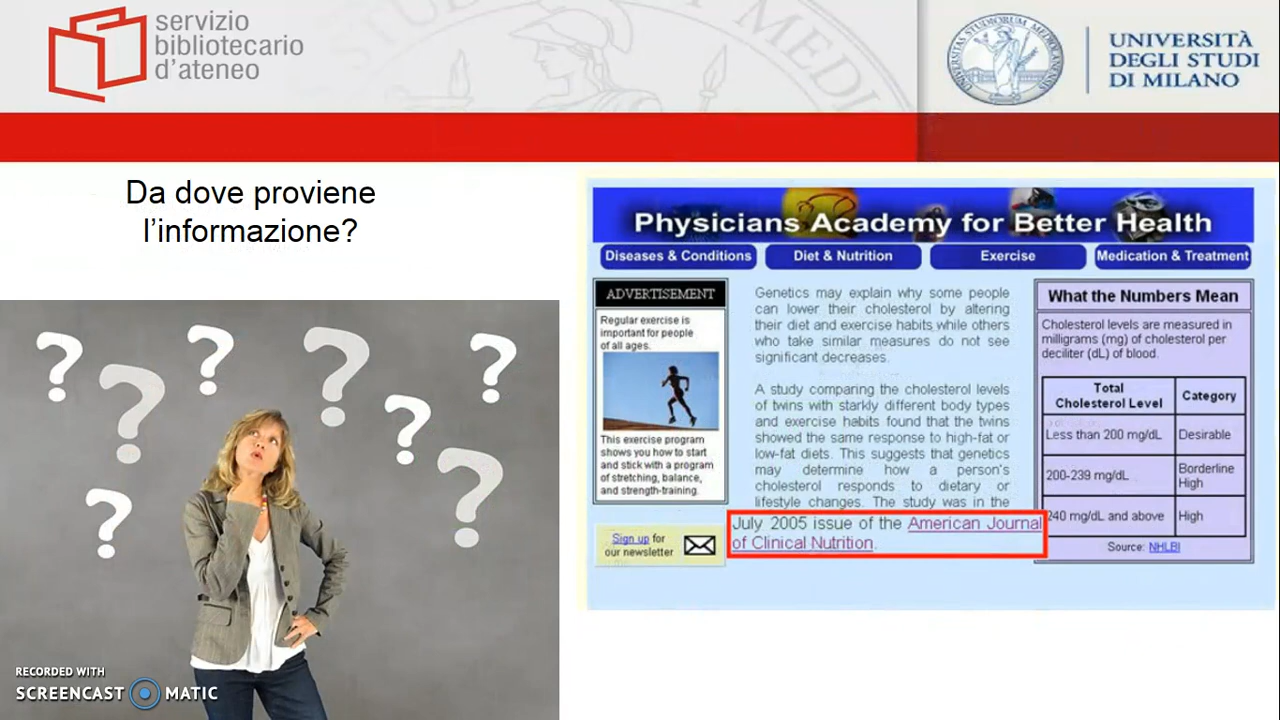 servizio
bibliotecario
d'ateneo
UNIVERSITÀ
DEGLI STUDI
DI MILANO
Da dove proviene
l'informazione?
Physicians Academy for Better Health
Diseases & Conditions
Diet & Nutrition
Exercise
Medication & Treatment
ADVERTISEMENT
Regular exercise is
important for people
of all ages.
This exercise program
shows you how to start
and stick with a program
of stretching, balance,
and strength-training.
Sign up for
our newsletter
Genetics may explain why some people
can lower their cholesterol by altering
their diet and exercise habits while others
who take similar measures do not see
significant decreases.
A study comparing the cholesterol levels
of twins with starkly different body types
and exercise habits found that the twins
showed the same response to high-fat or
low-fat diets. This suggests that genetics
may determine how a person's
cholesterol responds to dietary or
lifestyle changes. The study was in the
July 2005 issue of the American Journal
of Clinical Nutrition.
What the Numbers Mean
Cholesterol levels are measured in
milligrams (mg) of cholesterol per
deciliter (dL) of blood.
Total
Cholesterol Level
Category
Less than 200 mg/dL
Desirable
200-239 mg/dL
Borderline
High
240 mg/dL and above
High
Source: NHLBI
? ? ? ? ? ? ? ?
RECORDED WITH
SCREENCAST MATIC